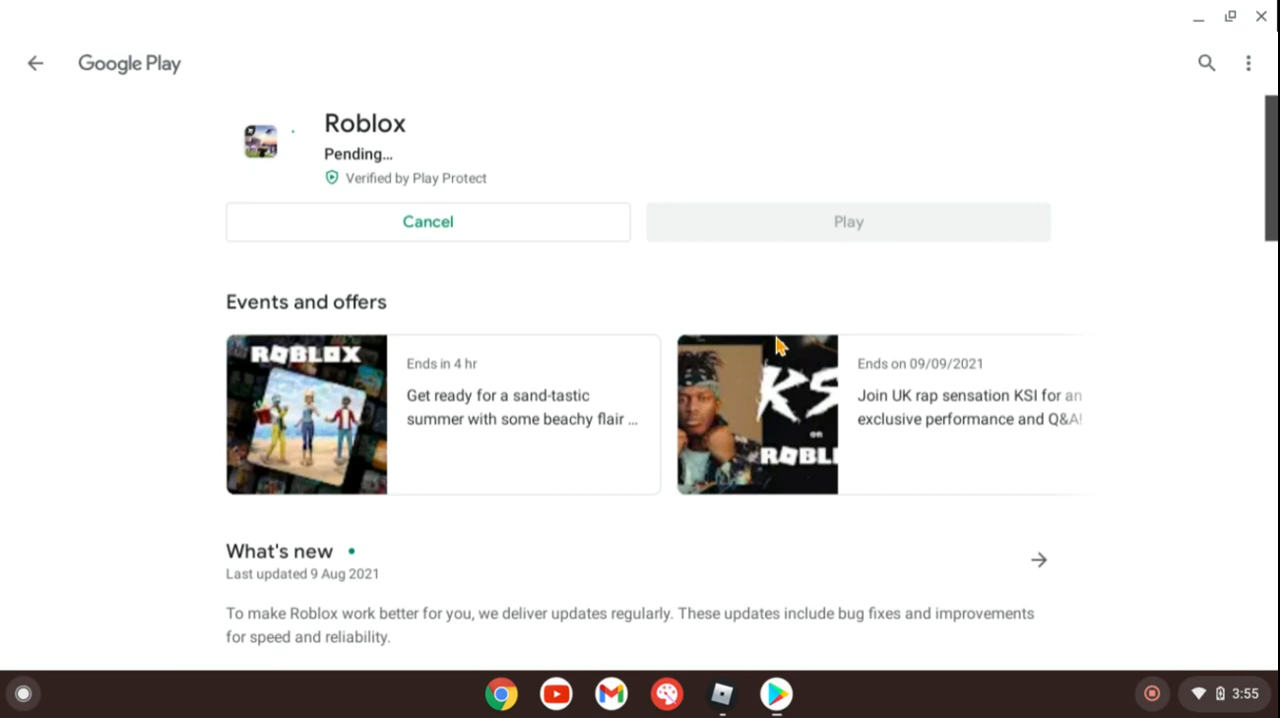 Google Play
Roblox
Pending...
Verified by Play Protect
Cancel
Play
Events and offers
ROBLOX
Ends in 4 hr
Get ready for a sand-tastic
summer with some beachy flair ...
KS
on
ROBL
Ends on 09/09/2021
Join UK rap sensation KSI for an
exclusive performance and Q&A!
What's new
Last updated 9 Aug 2021
To make Roblox work better for you, we deliver updates regularly. These updates include bug fixes and improvements
for speed and reliability.
3:55